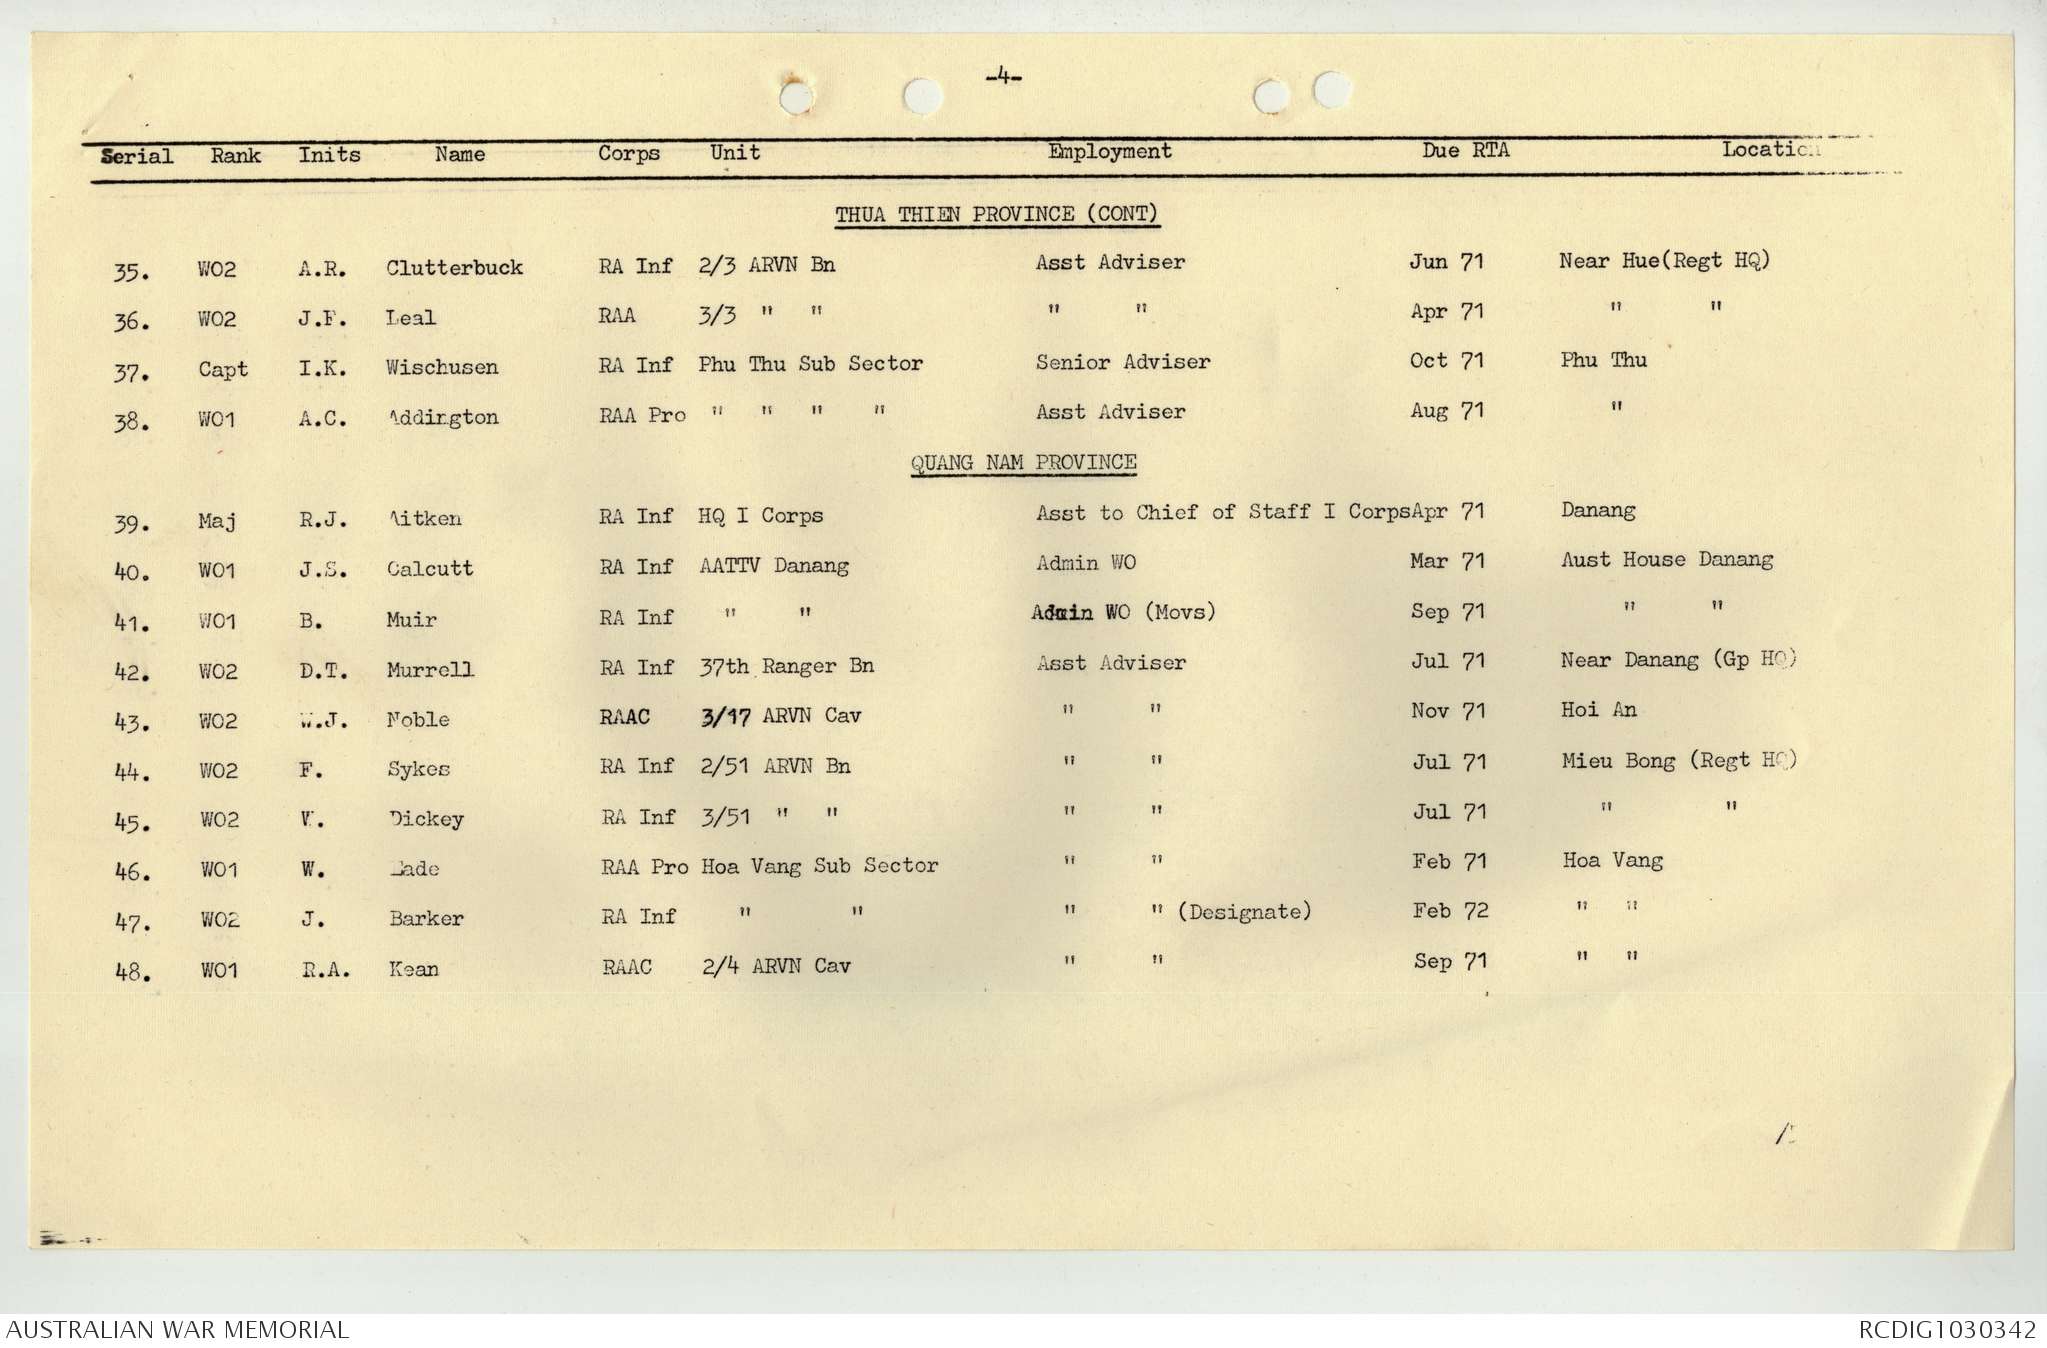 -4-
Serial Rank Inits Name Corps Unit Employment Due RTA Location
THUA THIEN PROVINCE (CONT)
35. WO2 A.R. Clutterbuck RA Inf 2/3 ARVN Bn Asst Adviser Jun 71 Near Hue(Regt HQ)
36. WO2 J.F. Leal RAA 3/3 " " " " Apr 71 " "
37. Capt I.K. Wischusen RA Inf Phu Thu Sub Sector Senior Adviser Oct 71 Phu Thu
38. WO1 A.C. Addington RAA Pro " " " " Asst Adviser Aug 71 "
QUANG NAM PROVINCE
39. Maj R.J. Aitken RA Inf HQ I Corps Asst to Chief of Staff I Corps Apr 71 Danang
40. WO1 J.S. Calcutt RA Inf AATTV Danang Admin WO Mar 71 Aust House Danang
41. WO1 B. Muir RA Inf " " Admin WO (Movs) Sep 71 " "
42. WO2 D.T. Murrell RA Inf 37th Ranger Bn Asst Adviser Jul 71 Near Danang (Gp HQ)
43. WO2 W.J. Noble RAAC 3/17 ARVN Cav " " Nov 71 Hoi An
44. WO2 F. Sykes RA Inf 2/51 ARVN Bn " " Jul 71 Mieu Bong (Regt HQ)
45. WO2 Dickey RA Inf 3/51 " " " " Jul 71 " "
46. WO1 W. RAA Pro Hoa Vang Sub Sector " " Feb 71 Hoa Vang
47. WO2 J. Barker RA Inf " " " " (Designate) Feb 72 " "
48. WO1 R.A. Kean RAAC 2/4 ARVN Cav " " Sep 71 " "
AUSTRALIAN WAR MEMORIAL RCDIG1030342